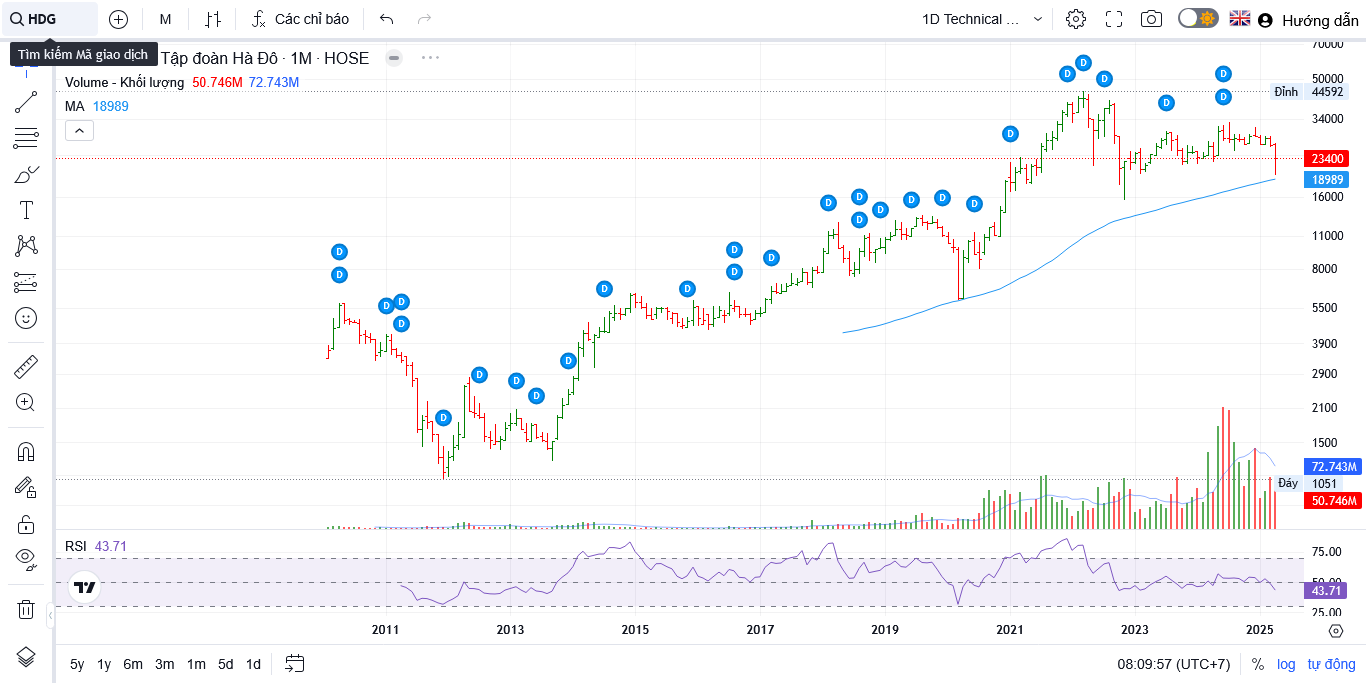 HDG
M
Các chỉ báo
1D Technical ...
Hướng dẫn
Tìm kiếm Mã giao dịch
Tập đoàn Hà Đô · 1M · HOSE
Volume - Khối lượng 50.746M 72.743M
MA 18989
70000
50000
Đỉnh 44592
34000
23400
18989
16000
11000
8000
5500
3900
2900
2100
1500
72.743M
Đáy 1051
50.746M
D D D D D D D D D D D D D D D D D D D D D D D D D D D D D D D
RSI 43.71
75.00
50.00
43.71
25.00
2011 2013 2015 2017 2019 2021 2023 2025
5y 1y 6m 3m 1m 5d 1d
08:09:57 (UTC+7) % log tự động